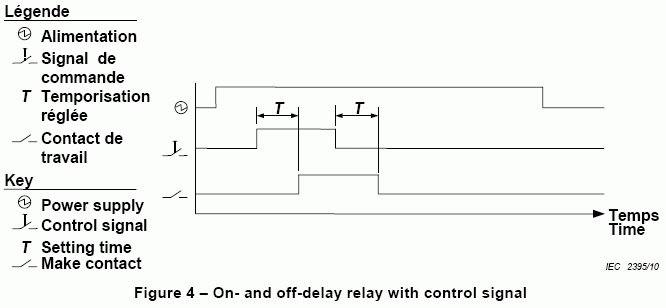 Légende
Alimentation
Signal de
commande
T Temporisation
réglée
Contact de
travail
Key
Power supply
Control signal
T Setting time
Make contact
T T
Temps
Time
IEC 2395/10
Figure 4 – On- and off-delay relay with control signal